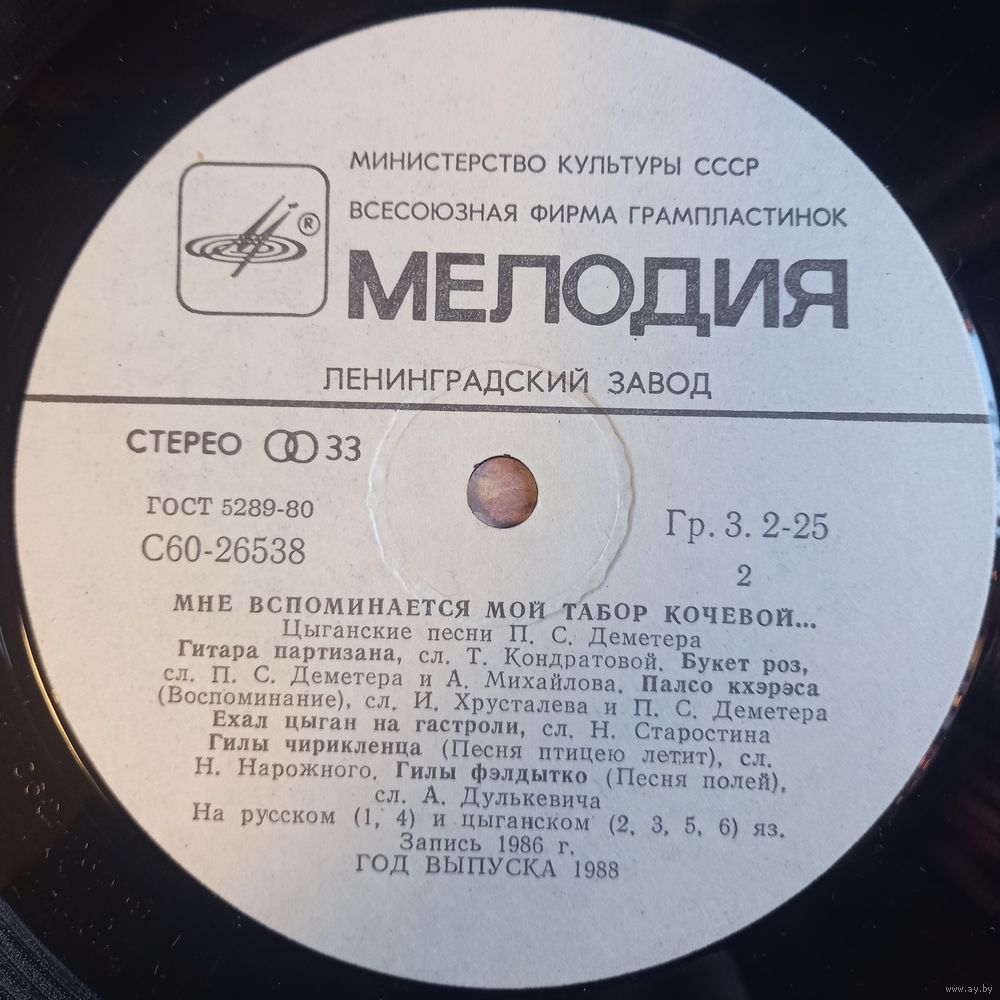 МИНИСТЕРСТВО КУЛЬТУРЫ СССР
ВСЕСОЮЗНАЯ ФИРМА ГРАМПЛАСТИНОК
®
МЕЛОДИЯ
ЛЕНИНГРАДСКИЙ ЗАВОД
СТЕРЕО 33
ГОСТ 5289-80
С60-26538
Гр. 3. 2-25
2
МНЕ ВСПОМИНАЕТСЯ МОЙ ТАБОР КОЧЕВОЙ...
Цыганские песни П. С. Деметера
Гитара партизана, сл. Т. Кондратовой. Букет роз,
сл. П. С. Деметера и А. Михайлова. Палсо кхэрэса
(Воспоминание), сл. И. Хрусталева и П. С. Деметера
Ехал цыган на гастроли, сл. Н. Старостина
Гилы чирикленца (Песня птицею летит), сл.
Н. Нарожного. Гилы фэлдытко (Песня полей),
сл. А. Дулькевича
На русском (1, 4) и цыганском (2, 3, 5, 6) яз.
Запись 1986 г.
ГОД ВЫПУСКА 1988
www.ay.by